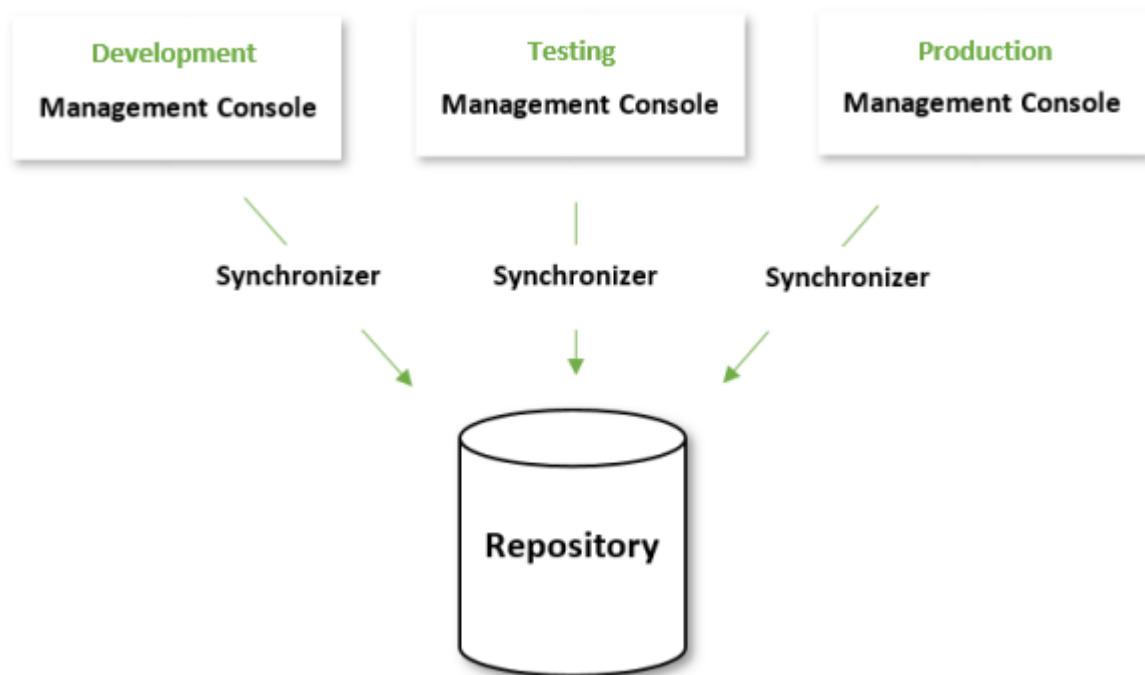 Development
Management Console
Testing
Management Console
Production
Management Console
Synchronizer
Synchronizer
Synchronizer
Repository